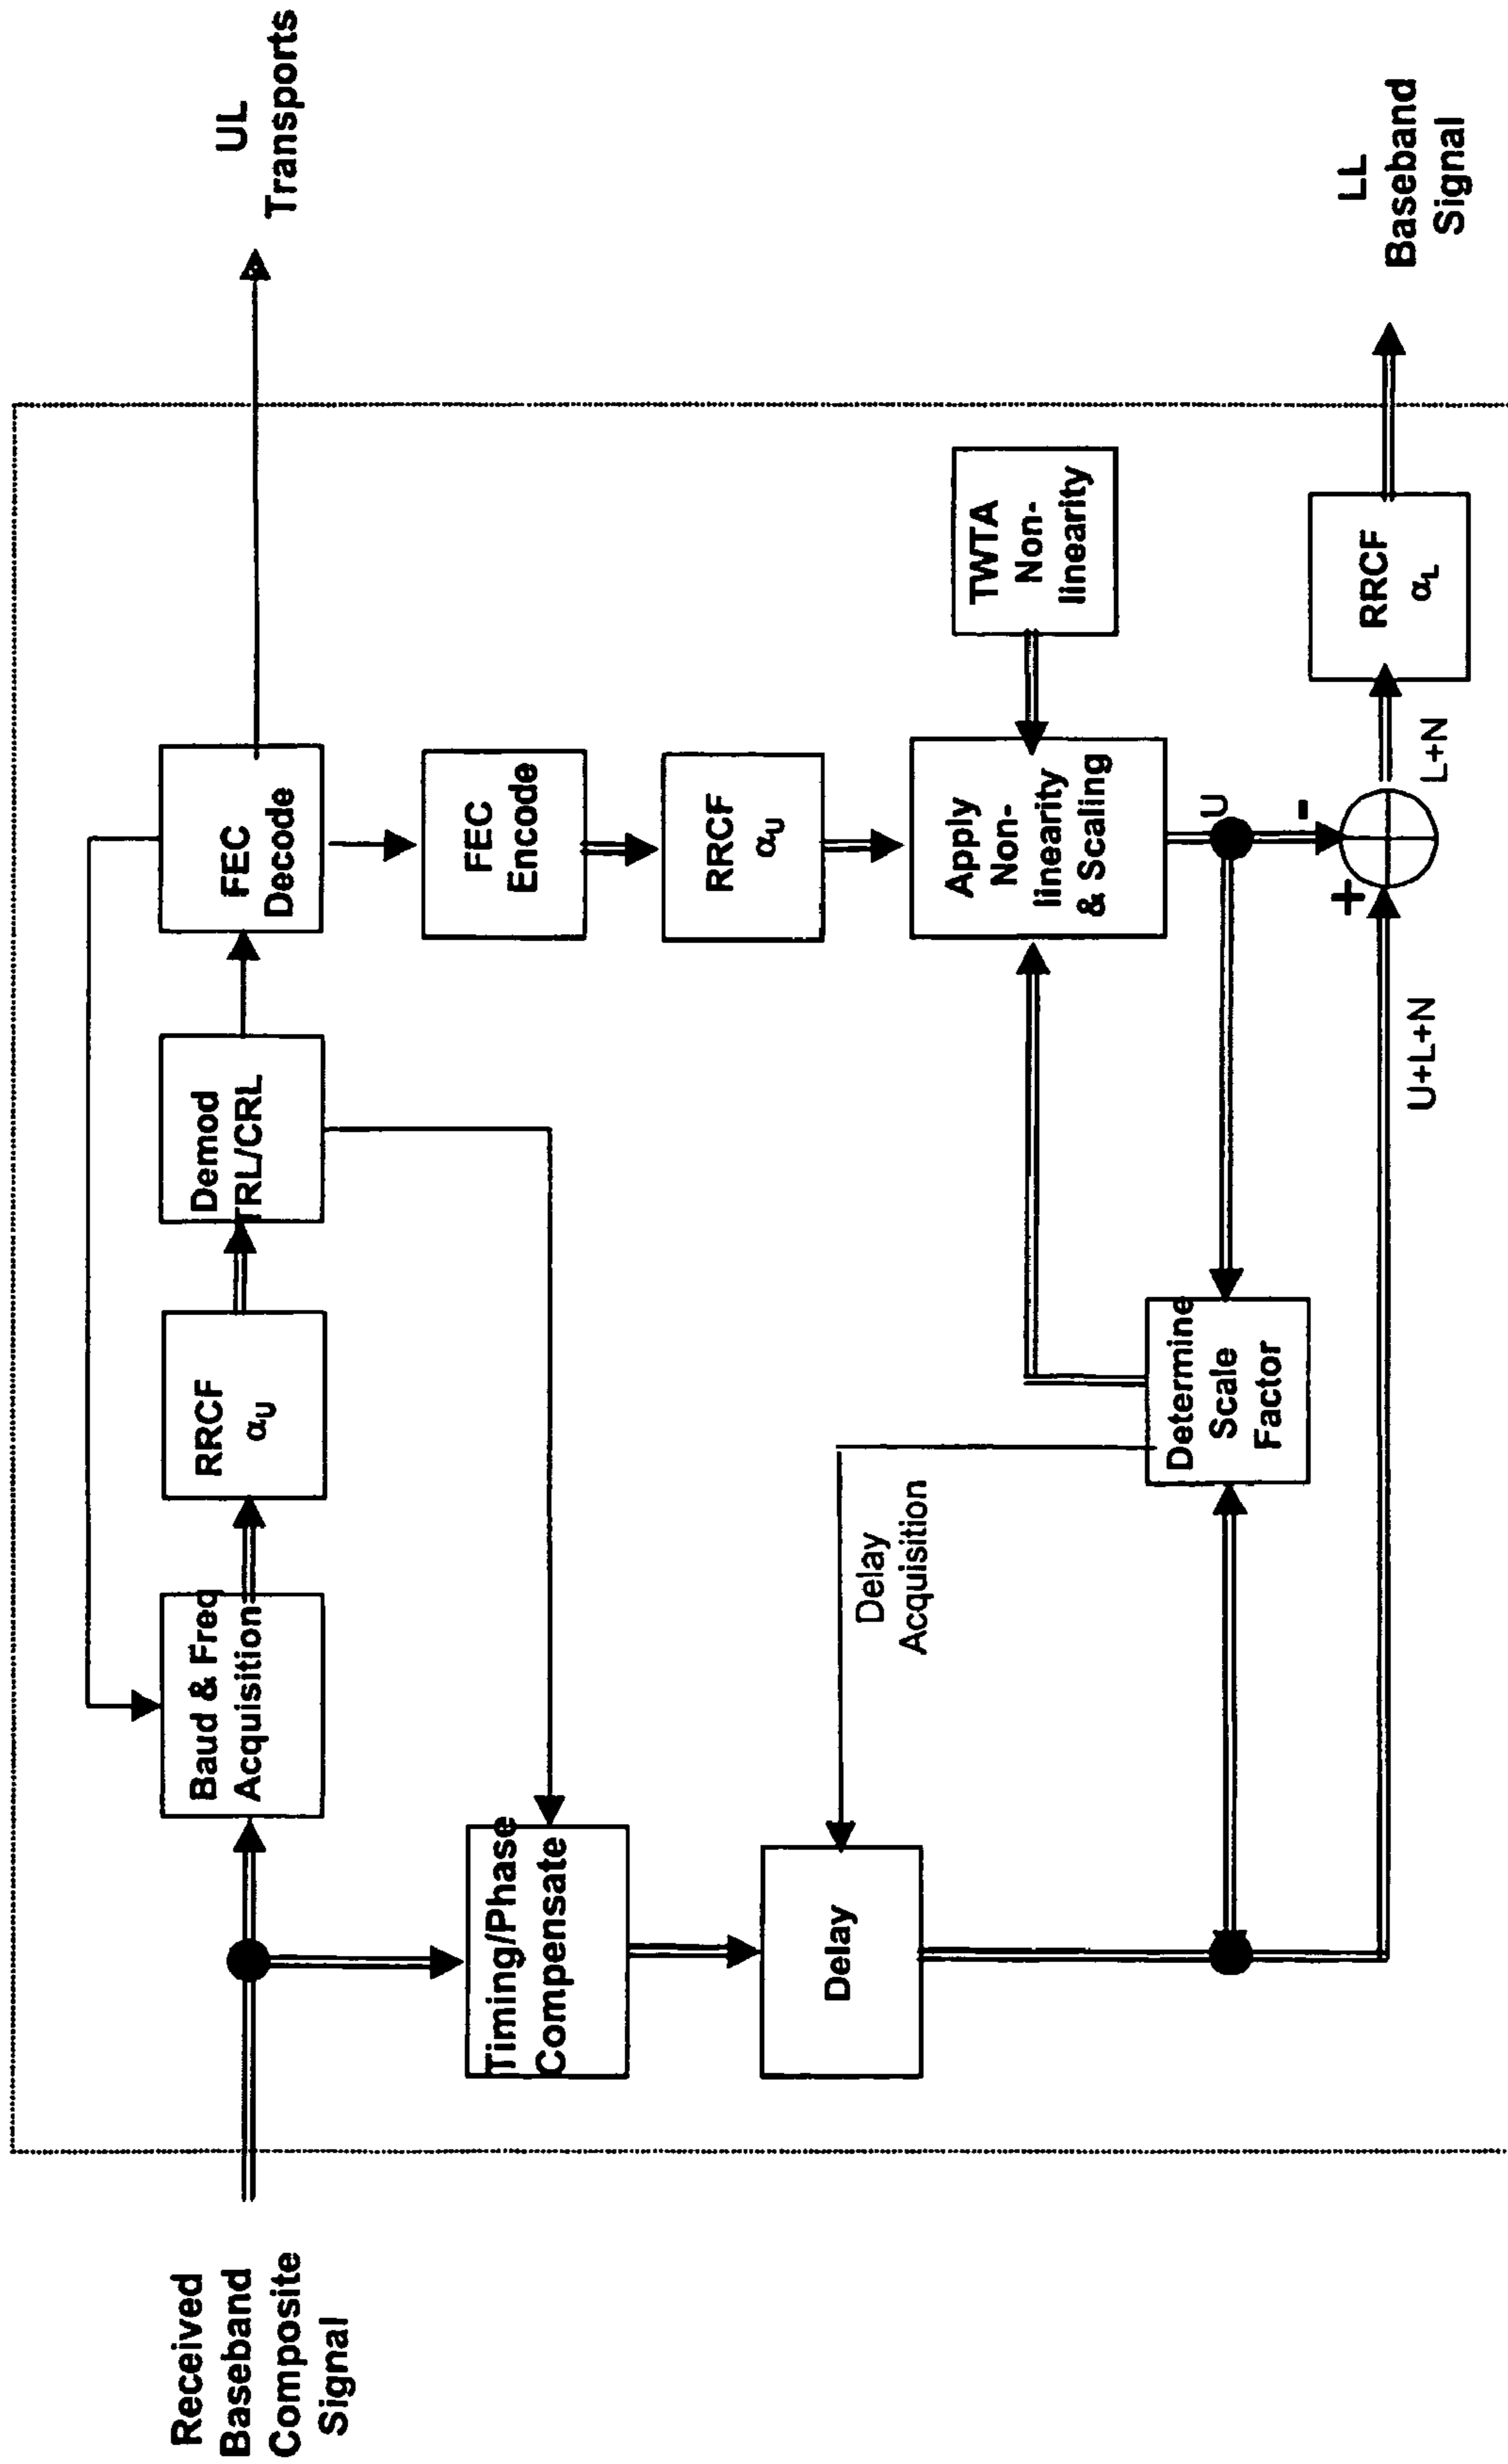 Received
Baseband
Composite
Signal
Baud & Freq
Acquisition
RRCF
αU
Demod
TRL/CRL
FEC
Decode
UL
Transports
Timing/Phase
Compensate
FEC
Encode
RRCF
αU
Delay
Delay
Acquisition
Apply
Non-
linearity
& Scaling
TWTA
Non-
linearity
Determine
Scale
Factor
U
-
+
U+L+N
L+N
RRCF
αL
LL
Baseband
Signal